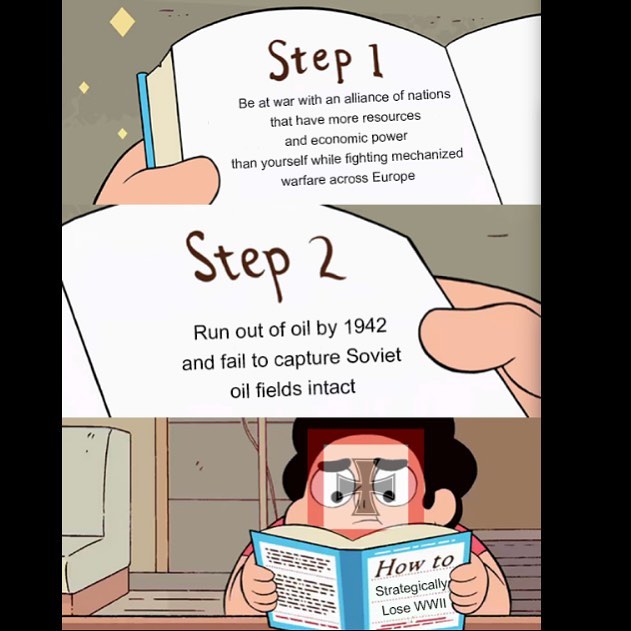 Step 1
Be at war with an alliance of nations
that have more resources
and economic power
than yourself while fighting mechanized
warfare across Europe
Step 2
Run out of oil by 1942
and fail to capture Soviet
oil fields intact
How to
Strategically
Lose WWII